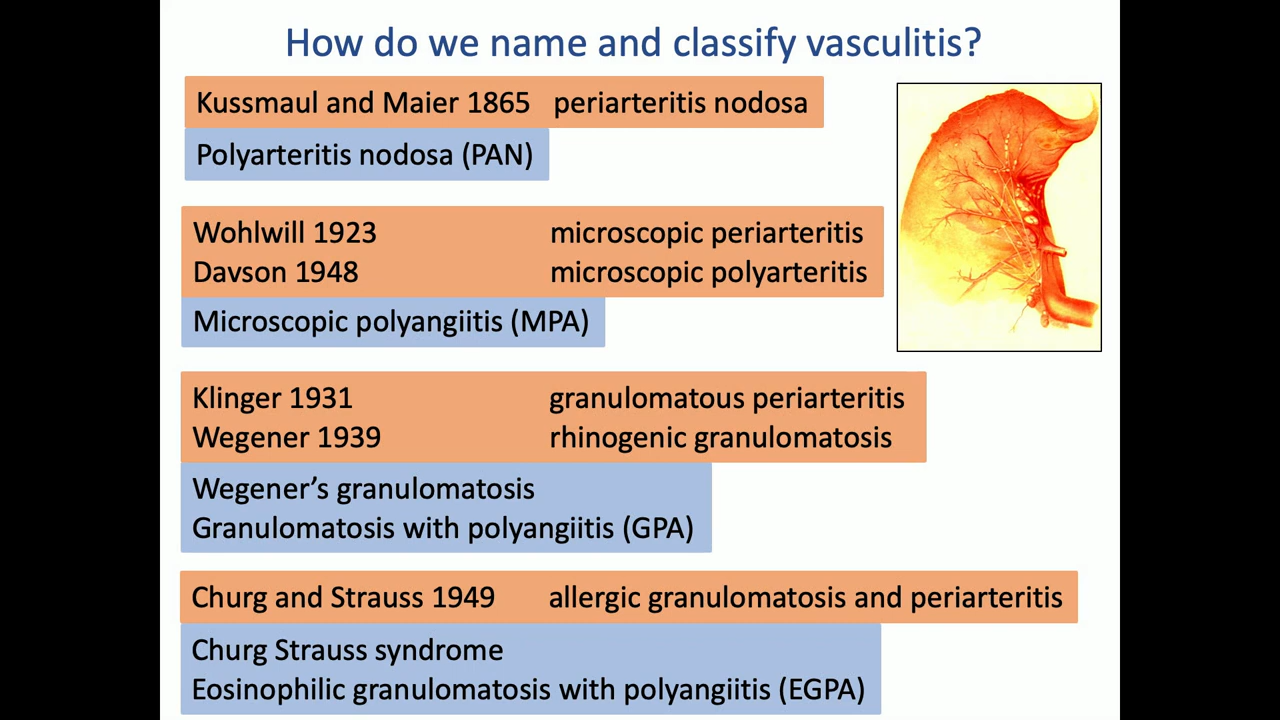 How do we name and classify vasculitis?
Kussmaul and Maier 1865 periarteritis nodosa
Polyarteritis nodosa (PAN)
Wohlwill 1923 microscopic periarteritis
Davson 1948 microscopic polyarteritis
Microscopic polyangiitis (MPA)
Klinger 1931 granulomatous periarteritis
Wegener 1939 rhinogenic granulomatosis
Wegener’s granulomatosis
Granulomatosis with polyangiitis (GPA)
Churg and Strauss 1949 allergic granulomatosis and periarteritis
Churg Strauss syndrome
Eosinophilic granulomatosis with polyangiitis (EGPA)